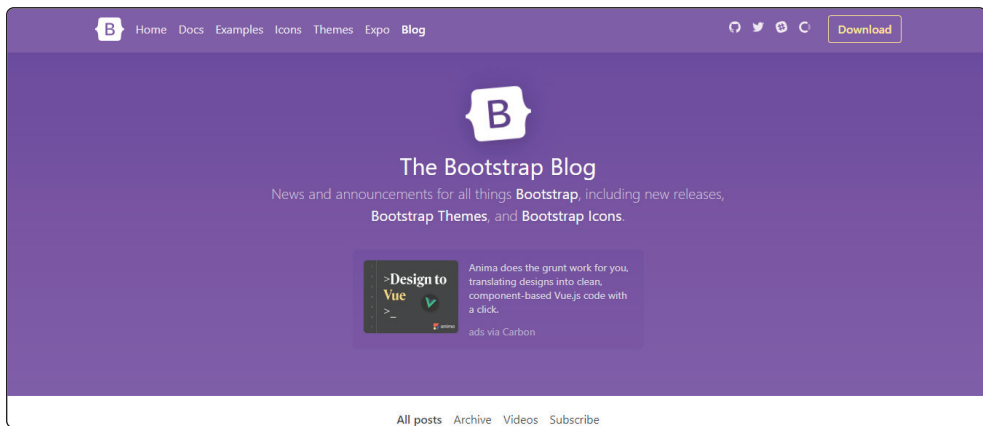 B Home Docs Examples Icons Themes Expo Blog Download
B
The Bootstrap Blog
News and announcements for all things Bootstrap, including new releases,
Bootstrap Themes, and Bootstrap Icons.
>Design to
Vue
>_
anima
Anima does the grunt work for you,
translating designs into clean,
component-based Vue.js code with
a click.
ads via Carbon
All posts Archive Videos Subscribe